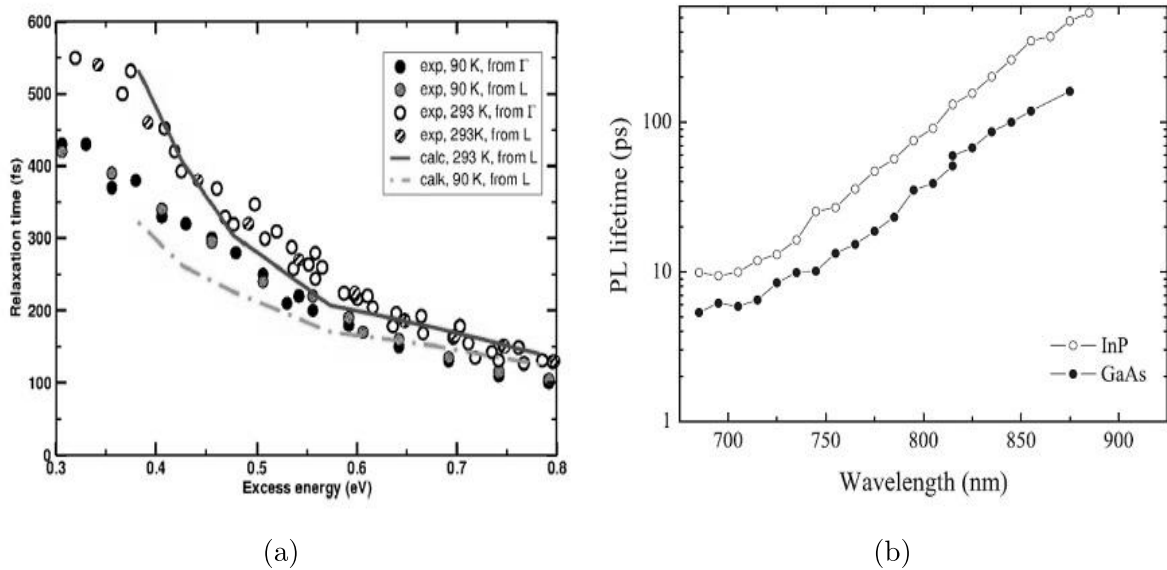 600
500
400
300
200
100
0
0.3 0.4 0.5 0.6 0.7 0.8
Relaxation time (fs)
Excess energy (eV)
exp, 90 K, from Γ
exp, 90 K, from L
exp, 293 K, from Γ
exp, 293K, from L
calc, 293 K, from L
calk, 90 K, from L
(a)
100
10
1
700 750 800 850 900
PL lifetime (ps)
Wavelength (nm)
InP
GaAs
(b)